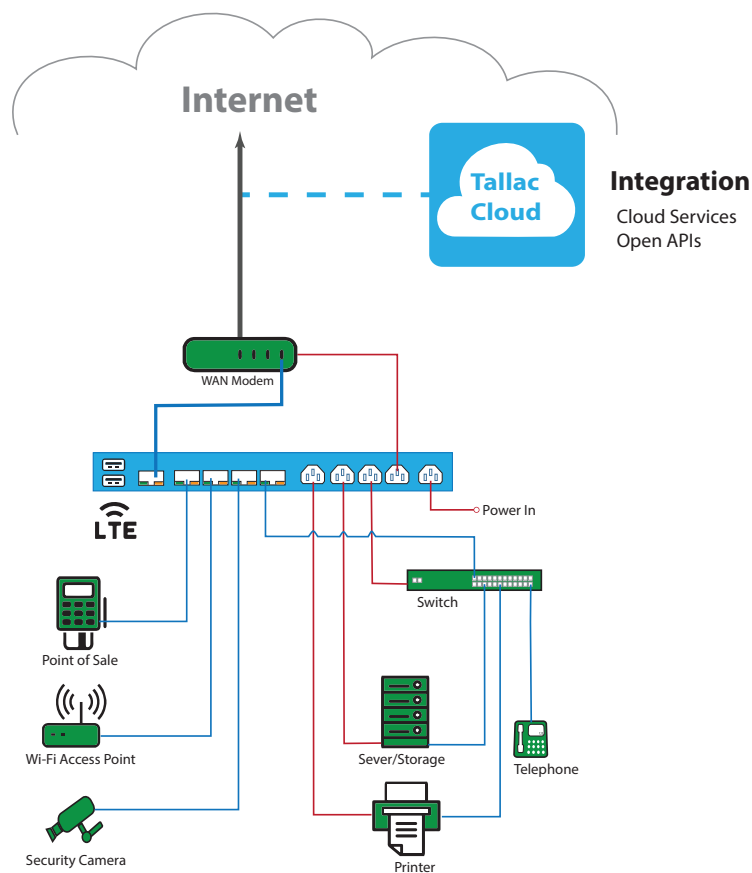 Internet
Tallac
Cloud
Integration
Cloud Services
Open APIs
WAN Modem
LTE
Power In
Switch
Point of Sale
Wi-Fi Access Point
Sever/Storage
Telephone
Security Camera
Printer